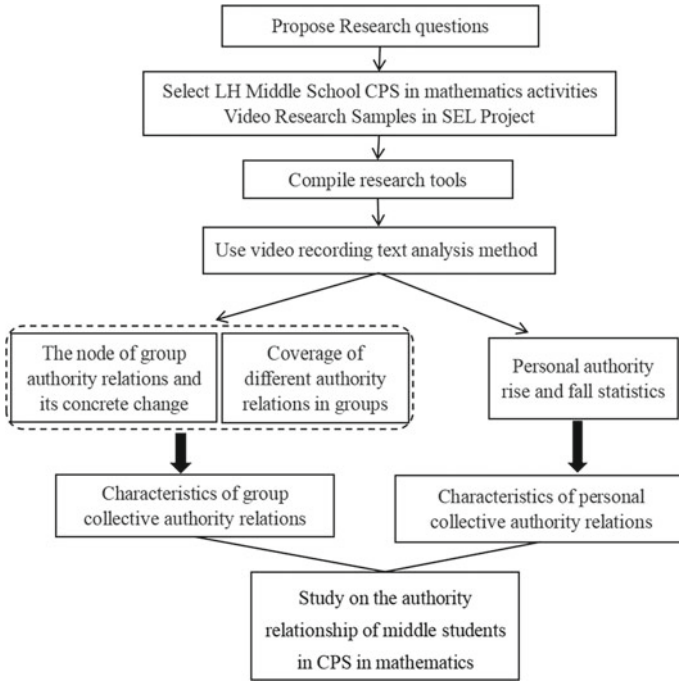 Propose Research questions
Select LH Middle School CPS in mathematics activities
Video Research Samples in SEL Project
Compile research tools
Use video recording text analysis method
The node of group
authority relations and
its concrete change
Coverage of
different authority
relations in groups
Personal authority
rise and fall statistics
Characteristics of group
collective authority relations
Characteristics of personal
collective authority relations
Study on the authority
relationship of middle students
in CPS in mathematics